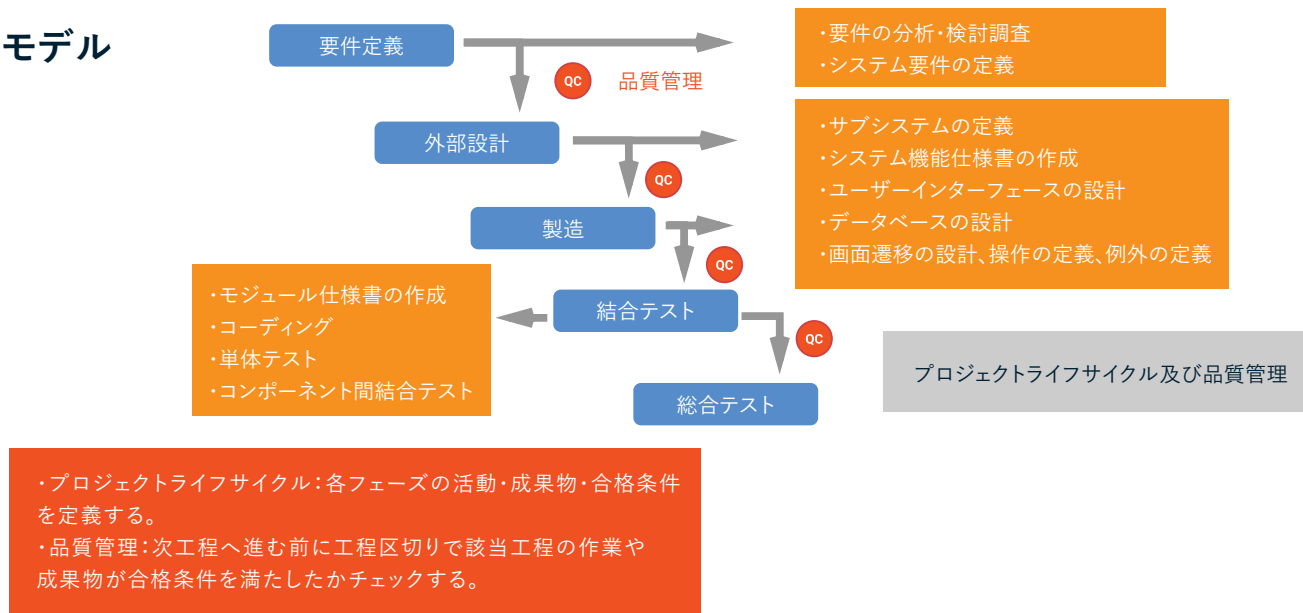 モデル
要件定義
・要件の分析・検討調査
・システム要件の定義
QC
品質管理
外部設計
・サブシステムの定義
・システム機能仕様書の作成
・ユーザーインターフェースの設計
・データベースの設計
・画面遷移の設計、操作の定義、例外の定義
QC
製造
QC
・モジュール仕様書の作成
・コーディング
・単体テスト
・コンポーネント間結合テスト
結合テスト
QC
プロジェクトライフサイクル及び品質管理
総合テスト
・プロジェクトライフサイクル：各フェーズの活動・成果物・合格条件
を定義する。
・品質管理：次工程へ進む前に工程区切りで該当工程の作業や
成果物が合格条件を満たしたかチェックする。